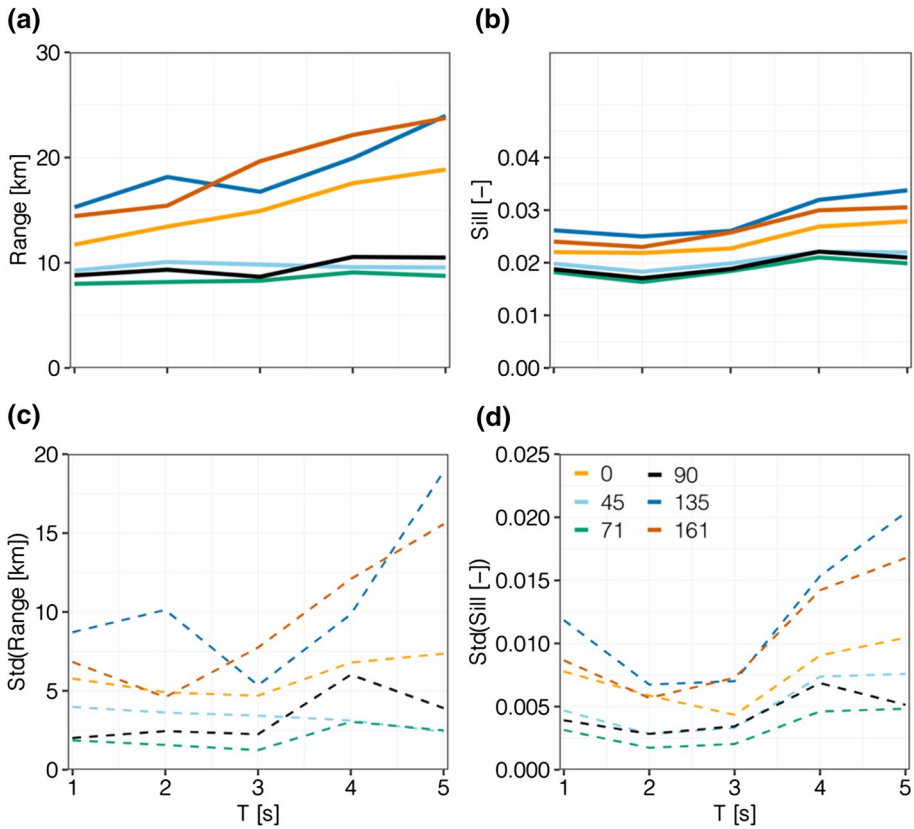 (a)
(b)
30
20
10
0
Range [km]
0.04
0.03
0.02
0.01
0.00
Sill [−]
(c)
(d)
20
15
10
5
0
Std(Range [km])
1 2 3 4 5
T [s]
0.025
0.020
0.015
0.010
0.005
0.000
Std(Sill [−])
0 90
45 135
71 161
1 2 3 4 5
T [s]